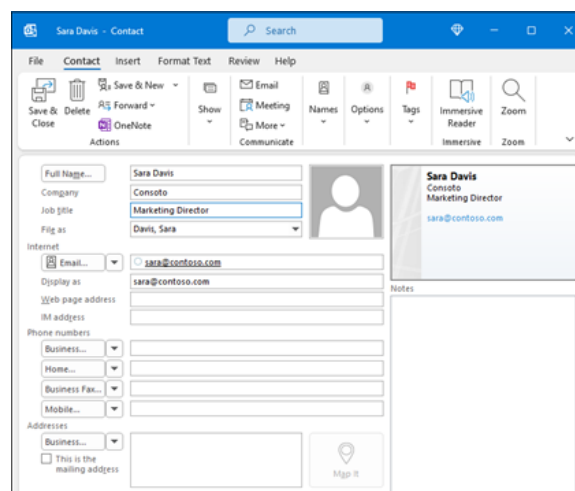 Sara Davis - Contact
Search
File Contact Insert Format Text Review Help
Save & Close
Delete
Save & New
Forward
OneNote
Actions
Show
Email
Meeting
More
Communicate
Names
Options
Tags
Immersive Reader
Immersive
Zoom
Zoom
Full Name... Sara Davis
Company Consoto
Job title Marketing Director
File as Davis, Sara
Internet
Email... sara@contoso.com
Display as sara@contoso.com
Web page address
IM address
Phone numbers
Business...
Home...
Business Fax...
Mobile...
Addresses
Business...
This is the
mailing address
Map It
Sara Davis
Consoto
Marketing Director
sara@contoso.com
Notes